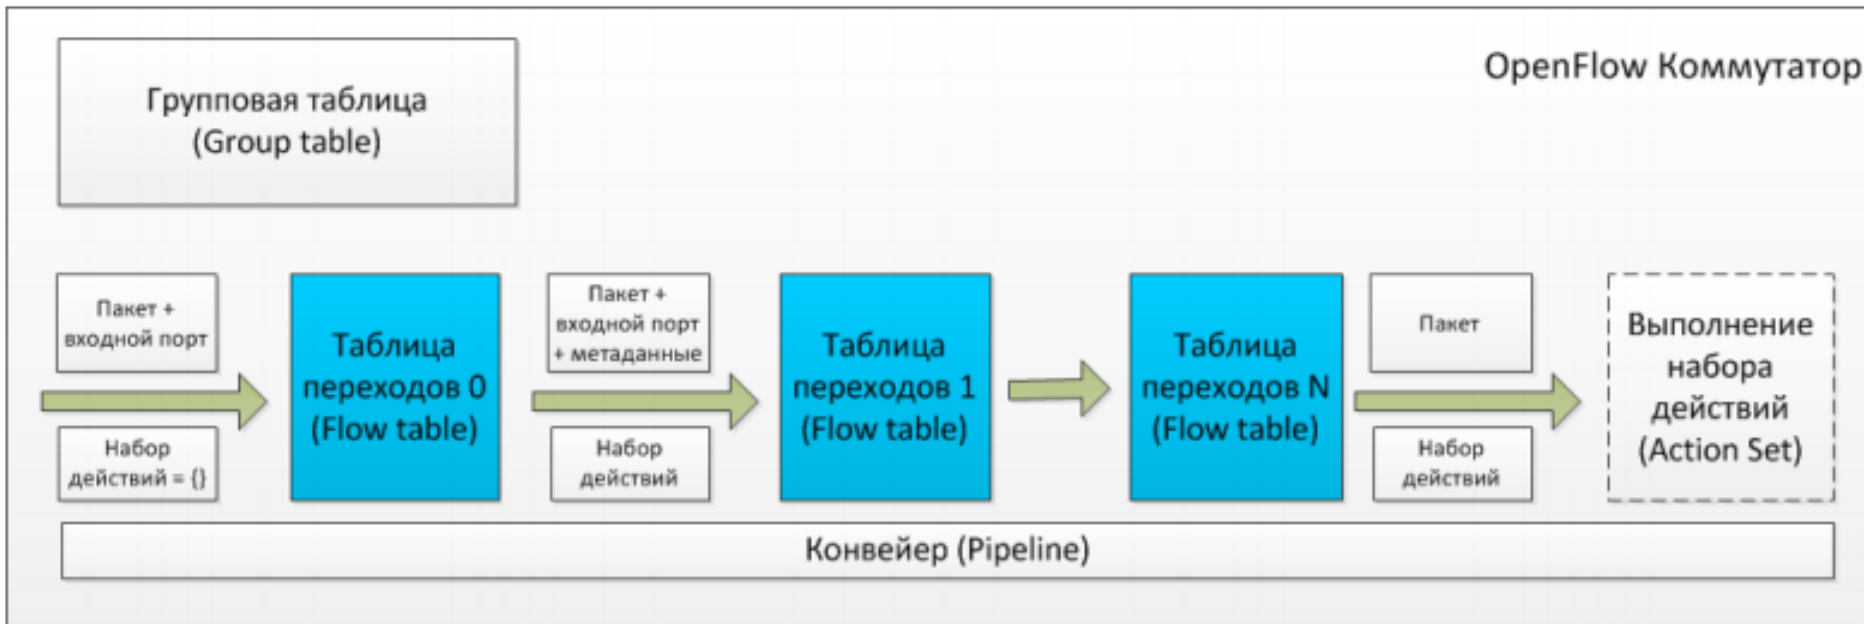 Групповая таблица
(Group table)
OpenFlow Коммутатор
Пакет +
входной порт
Набор
действий = {}
Таблица
переходов 0
(Flow table)
Пакет +
входной порт
+ метаданные
Набор
действий
Таблица
переходов 1
(Flow table)
Таблица
переходов N
(Flow table)
Пакет
Набор
действий
Выполнение
набора
действий
(Action Set)
Конвейер (Pipeline)